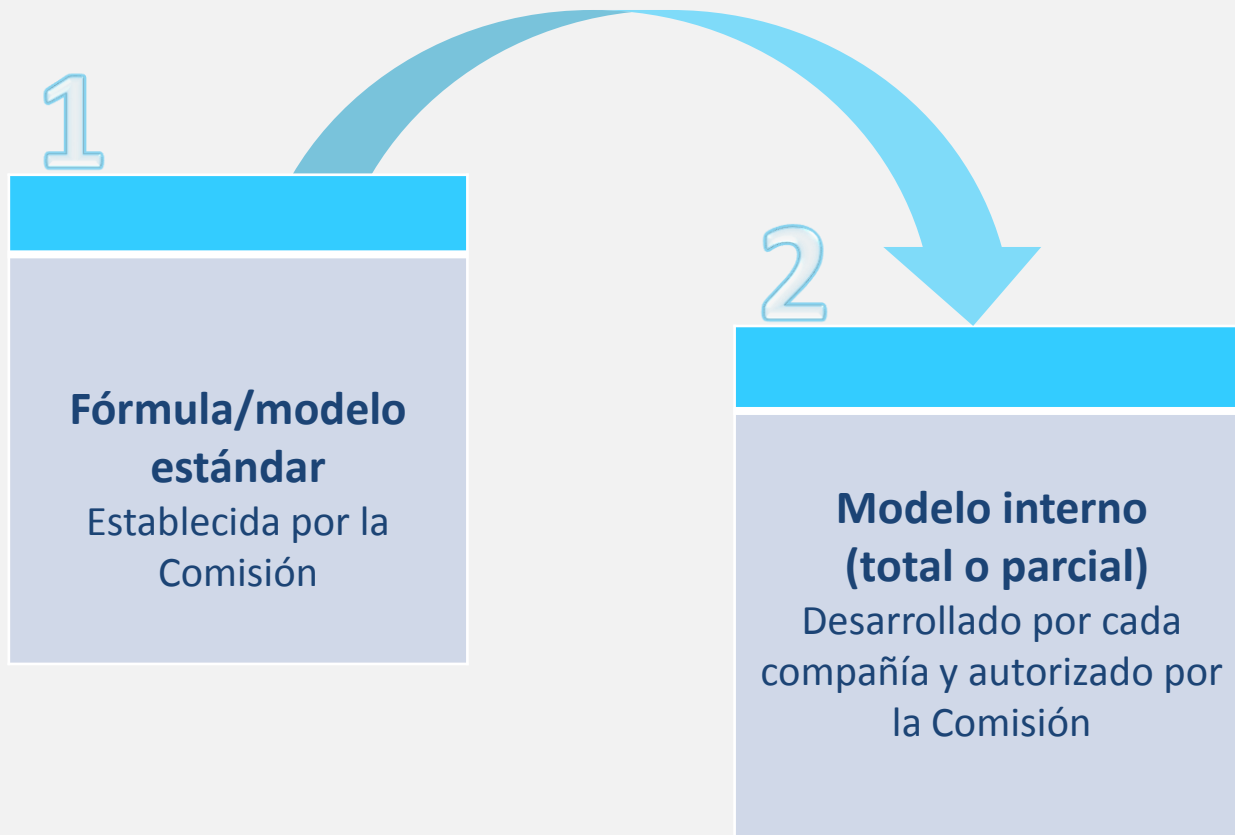 1
Fórmula/modelo
estándar
Establecida por la
Comisión
2
Modelo interno
(total o parcial)
Desarrollado por cada
compañía y autorizado por
la Comisión